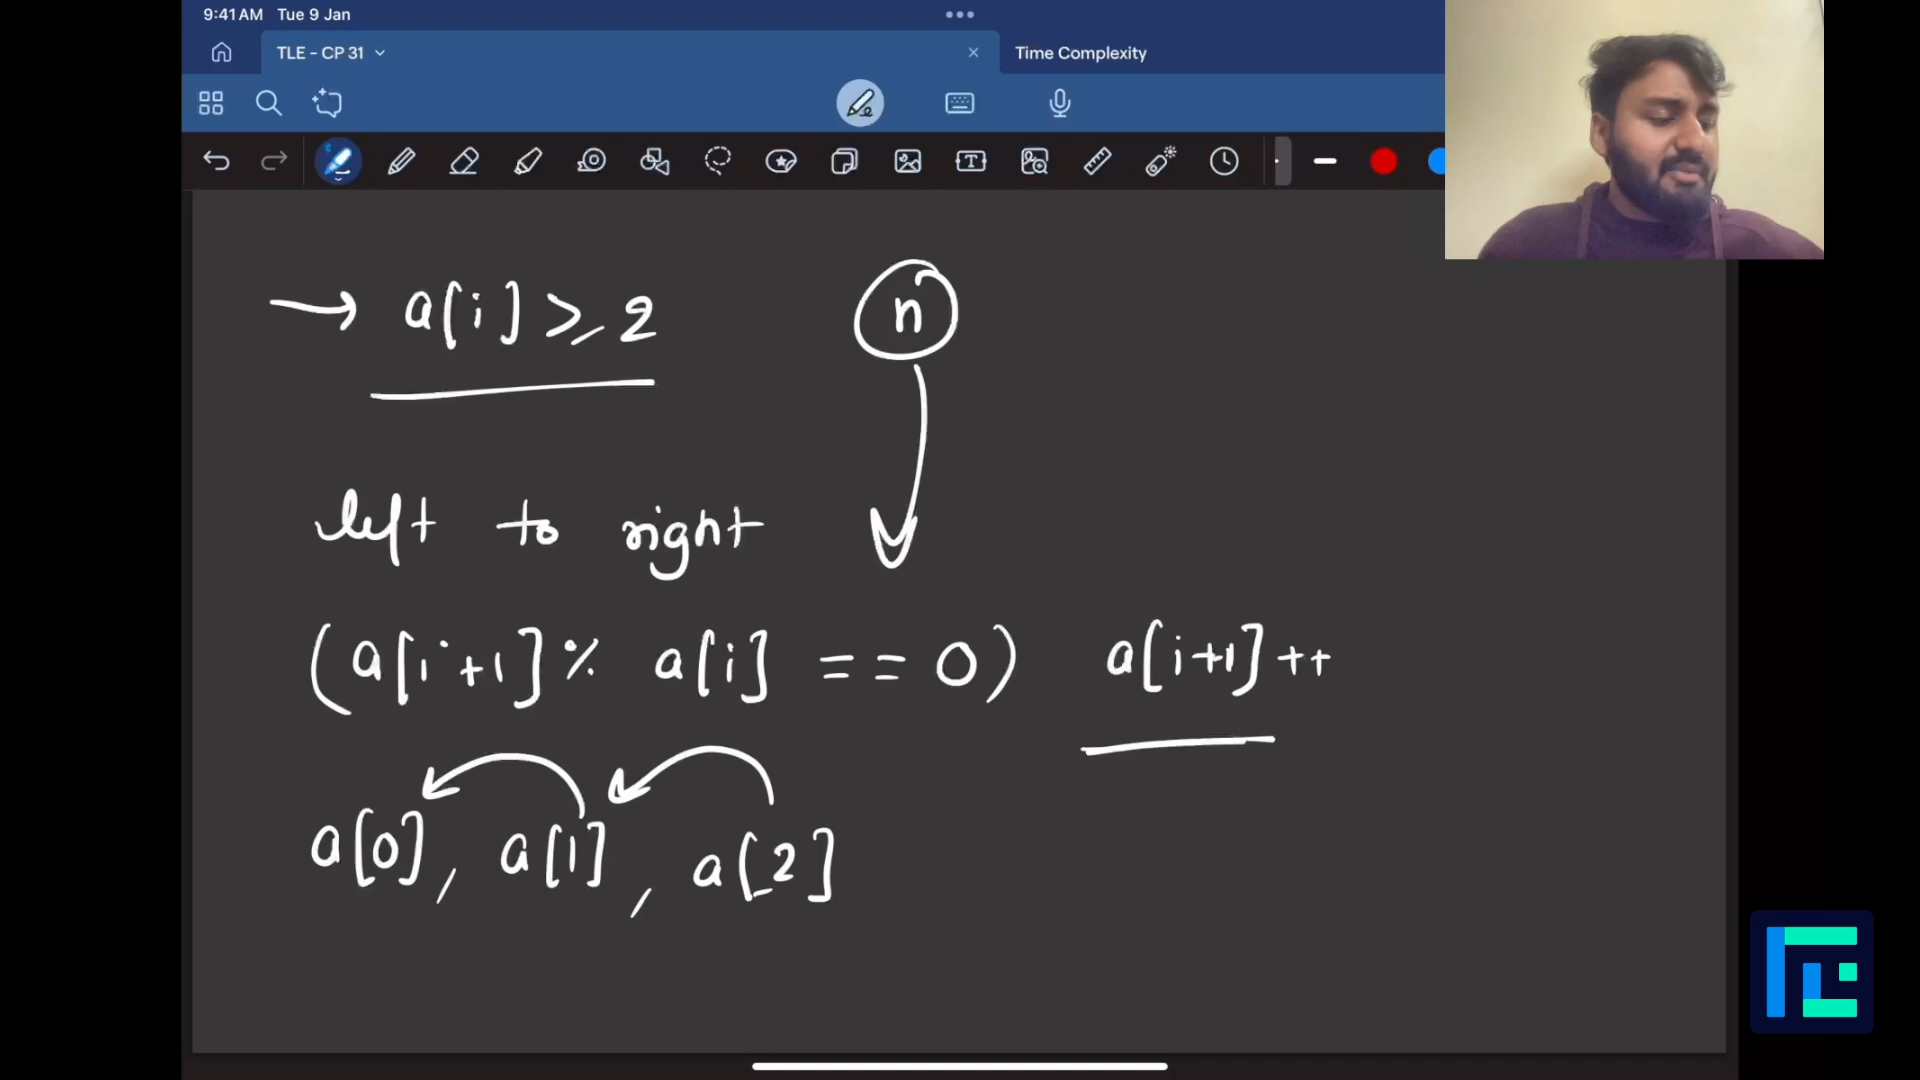 9:41 AM Tue 9 Jan
TLE - CP 31
Time Complexity
→ a[i] ≥ 2
n
left to right
(a[i+1] % a[i] == 0) a[i+1]++
a[0], a[1], a[2]